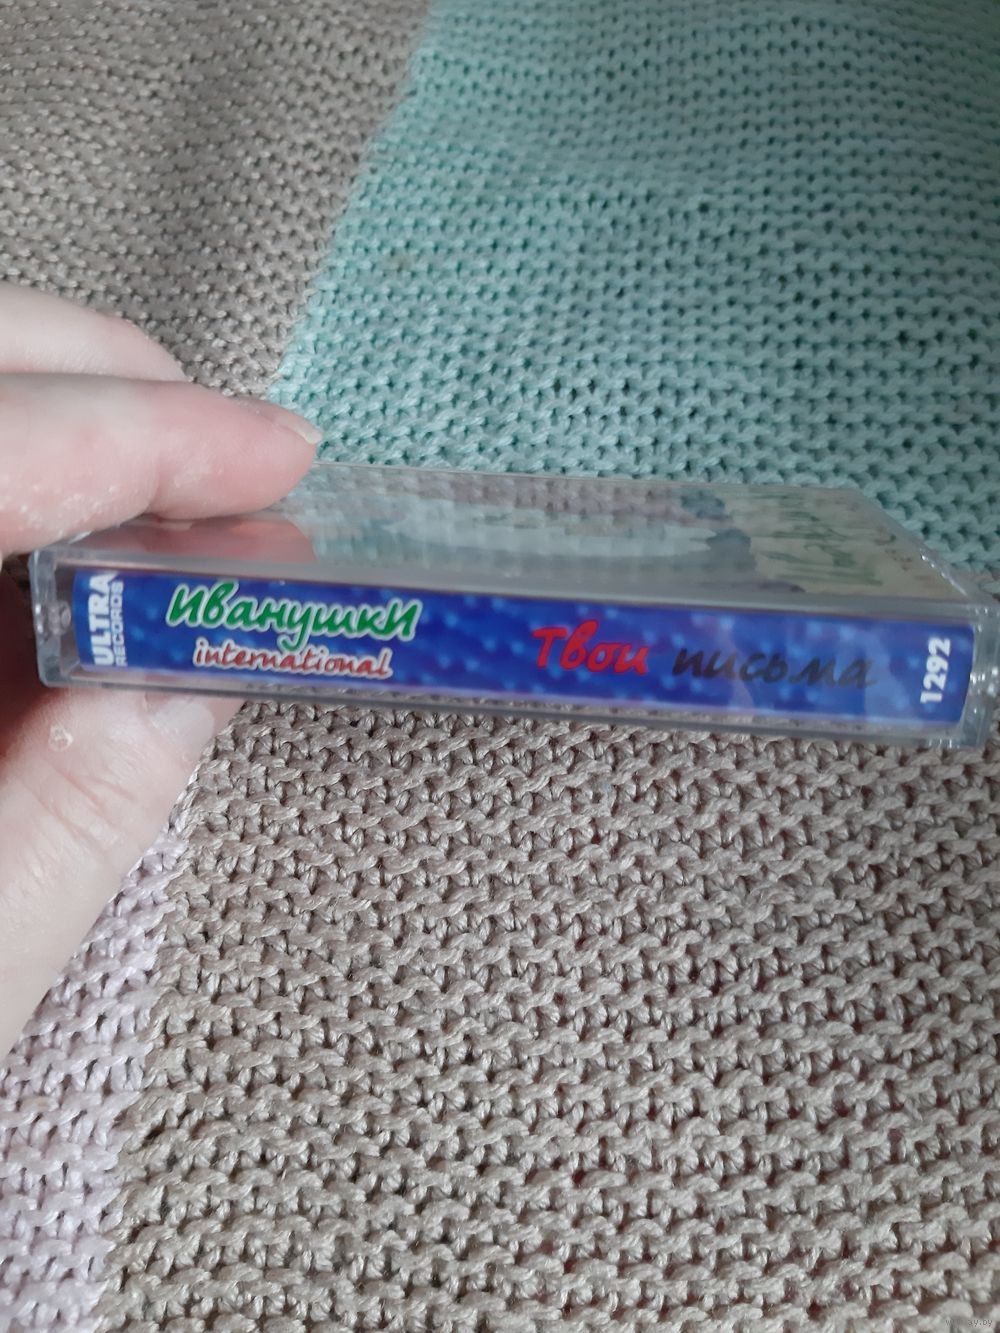 ULTRA
RECORDS
Иванушки
international
Твои письма
1292